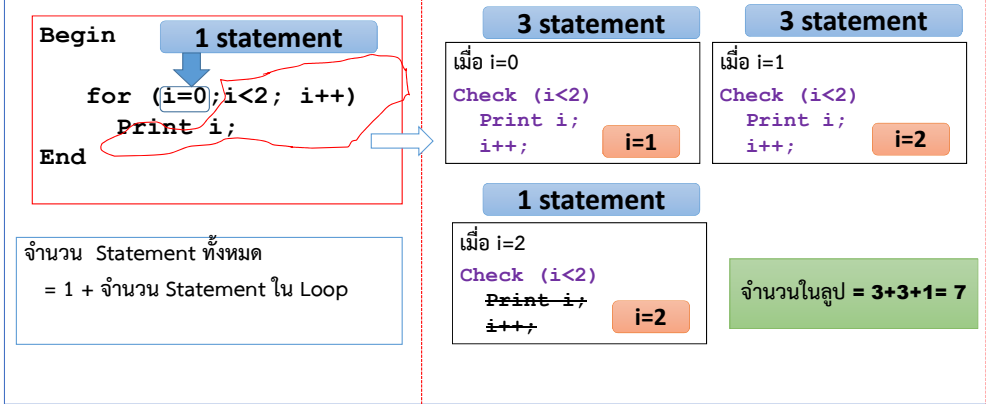 Begin
1 statement
for (i=0;i<2; i++)
Print i;
End
จำนวน Statement ทั้งหมด
= 1 + จำนวน Statement ใน Loop
3 statement
เมื่อ i=0
Check (i<2)
Print i;
i++;
i=1
3 statement
เมื่อ i=1
Check (i<2)
Print i;
i++;
i=2
1 statement
เมื่อ i=2
Check (i<2)
Print i;
i++;
i=2
จำนวนในลูป = 3+3+1= 7